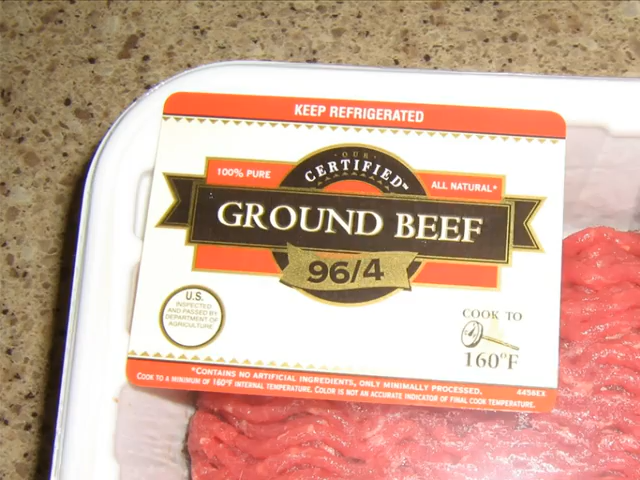 KEEP REFRIGERATED
·OUR·
CERTIFIED™
100% PURE
ALL NATURAL*
GROUND BEEF
96/4
U.S.
INSPECTED
AND PASSED BY
DEPARTMENT OF
AGRICULTURE
COOK TO
160°F
*CONTAINS NO ARTIFICIAL INGREDIENTS, ONLY MINIMALLY PROCESSED.
COOK TO A MINIMUM OF 160°F INTERNAL TEMPERATURE. COLOR IS NOT AN ACCURATE INDICATOR OF FINAL COOK TEMPERATURE.